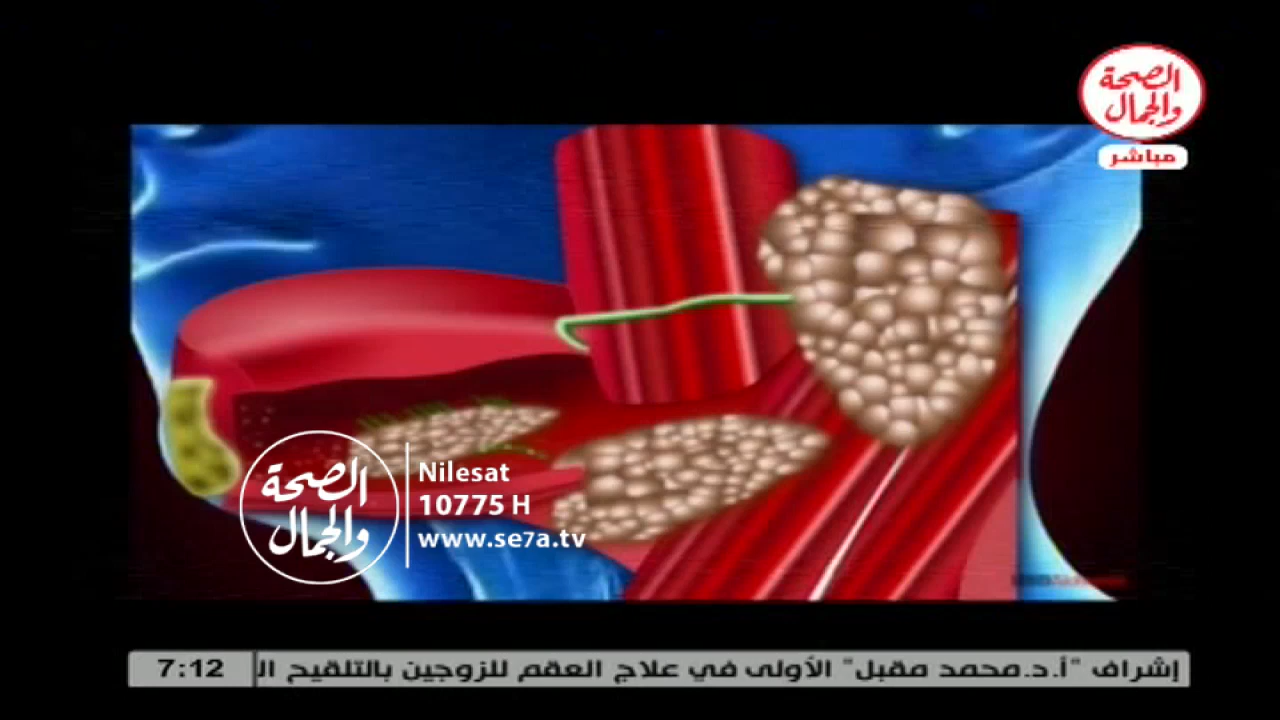 الصحة
والجمال
مباشر
الصحة
والجمال
Nilesat
10775 H
www.se7a.tv
إشراف "أ.د.محمد مقبل" الأولى في علاج العقم للزوجين بالتلقيح ال
7:12